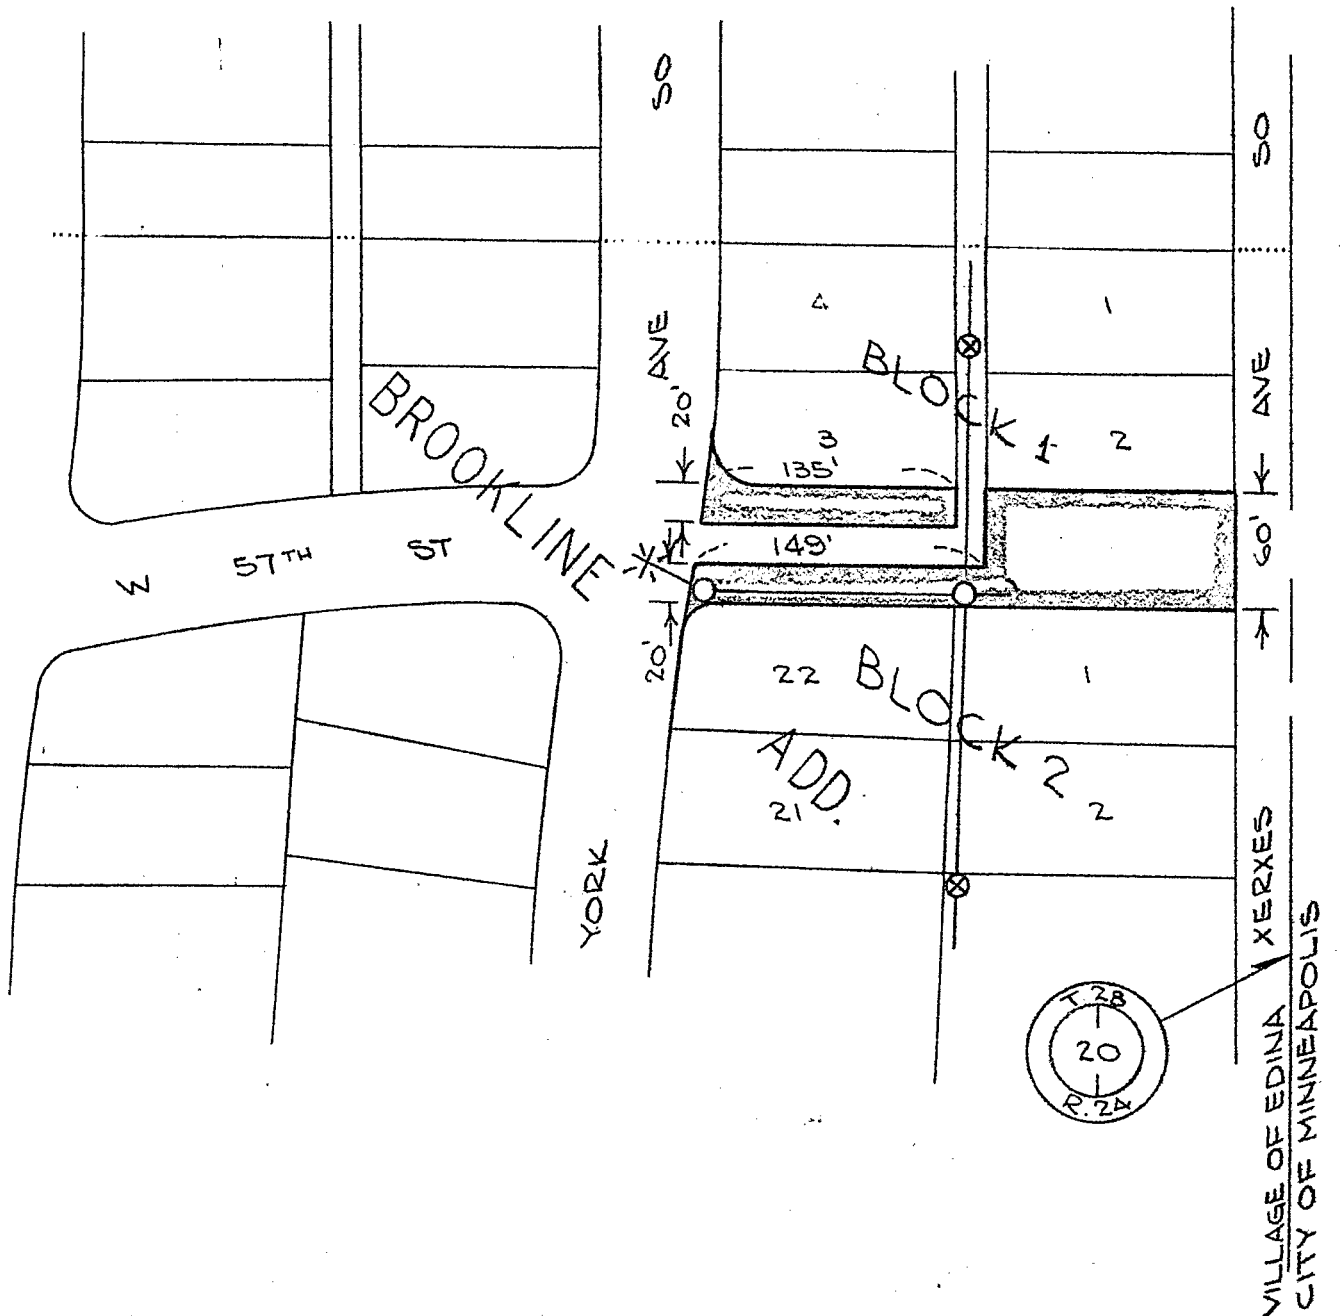 SO
SO
4
1
AVE
AVE
BLOCK 1
20'
3
2
135'
BROOKLINE
W 57TH ST
149'
60'
20'
22
1
BLOCK 2
ADD.
21
2
YORK
XERXES
T. 28
20
R. 24
VILLAGE OF EDINA
CITY OF MINNEAPOLIS